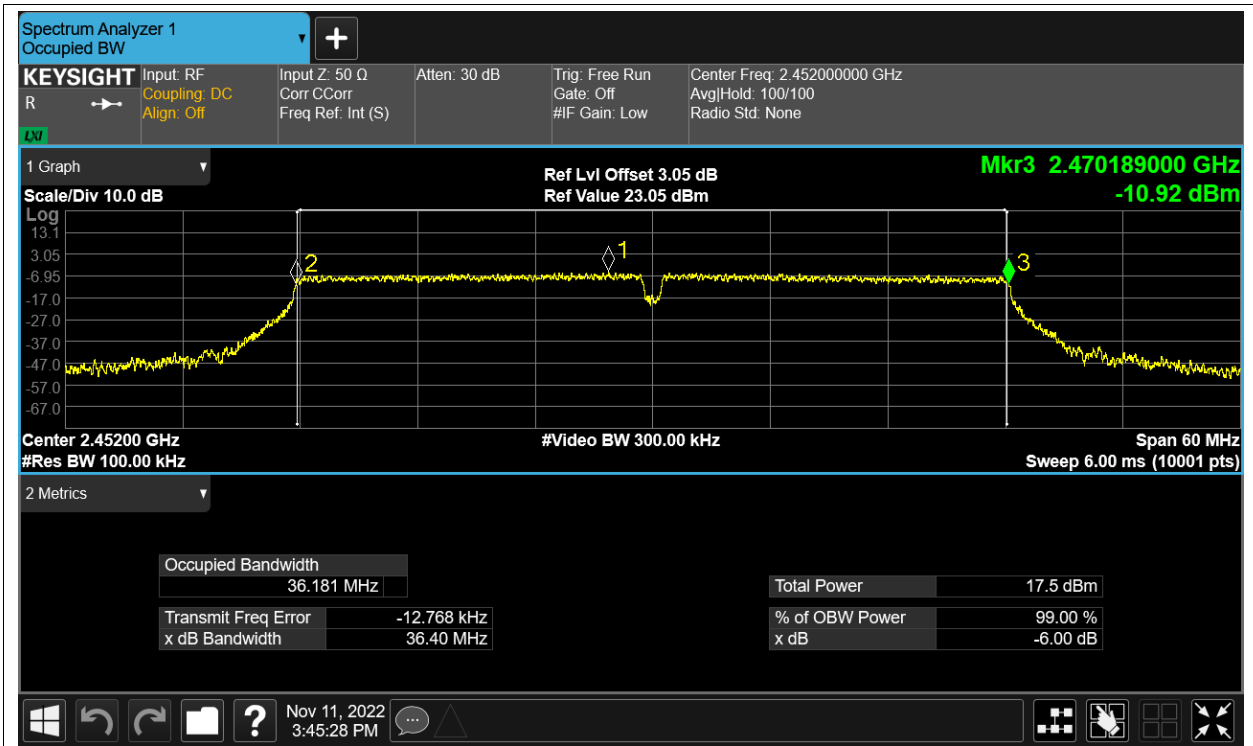 Spectrum Analyzer 1
Occupied BW
+
KEYSIGHT
R
LXI
Input: RF
Coupling: DC
Align: Off
Input Z: 50 Ω
Corr CCorr
Freq Ref: Int (S)
Atten: 30 dB
Trig: Free Run
Gate: Off
#IF Gain: Low
Center Freq: 2.452000000 GHz
Avg|Hold: 100/100
Radio Std: None
1 Graph
Scale/Div 10.0 dB
Ref Lvl Offset 3.05 dB
Ref Value 23.05 dBm
Mkr3 2.470189000 GHz
-10.92 dBm
Log
13.1
3.05
-6.95
-17.0
-27.0
-37.0
-47.0
-57.0
-67.0
2
1
3
Center 2.45200 GHz
#Res BW 100.00 kHz
#Video BW 300.00 kHz
Span 60 MHz
Sweep 6.00 ms (10001 pts)
2 Metrics
Occupied Bandwidth
36.181 MHz
Transmit Freq Error -12.768 kHz
x dB Bandwidth 36.40 MHz
Total Power 17.5 dBm
% of OBW Power 99.00 %
x dB -6.00 dB
?
Nov 11, 2022
3:45:28 PM